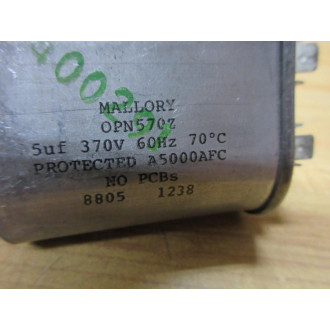 MALLORY
OPN570Z
5uf 370V 60Hz 70°C
PROTECTED A5000AFC
NO PCBs
8805 1238